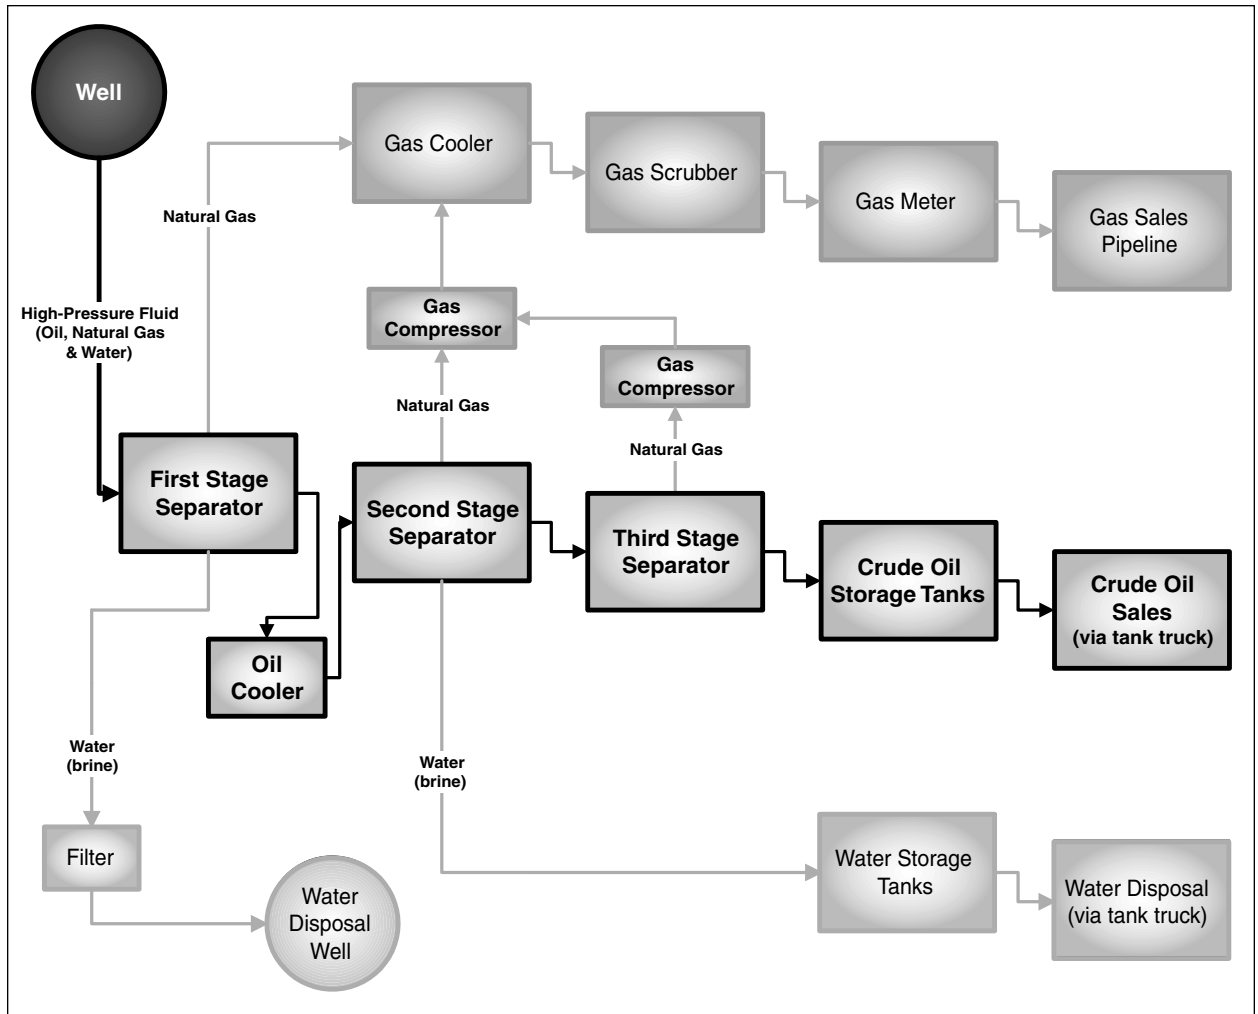 Well
Gas Cooler
Gas Scrubber
Gas Meter
Gas Sales
Pipeline
Natural Gas
High-Pressure Fluid
(Oil, Natural Gas
& Water)
Gas
Compressor
Gas
Compressor
Natural Gas
Natural Gas
First Stage
Separator
Second Stage
Separator
Third Stage
Separator
Crude Oil
Storage Tanks
Crude Oil
Sales
(via tank truck)
Oil
Cooler
Water
(brine)
Water
(brine)
Filter
Water
Disposal
Well
Water Storage
Tanks
Water Disposal
(via tank truck)